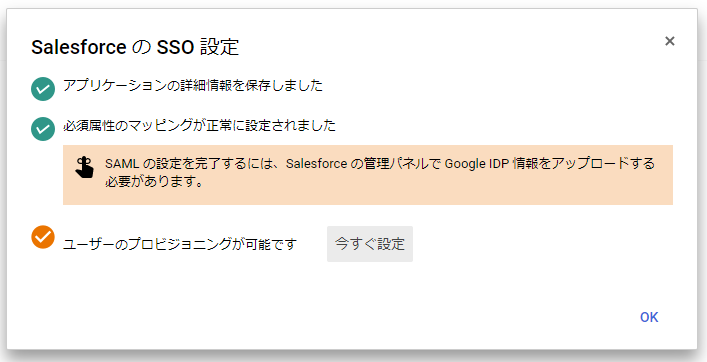 Salesforce の SSO 設定
アプリケーションの詳細情報を保存しました
必須属性のマッピングが正常に設定されました
SAML の設定を完了するには、Salesforce の管理パネルで Google IDP 情報をアップロードする
必要があります。
ユーザーのプロビジョニングが可能です 今すぐ設定
OK